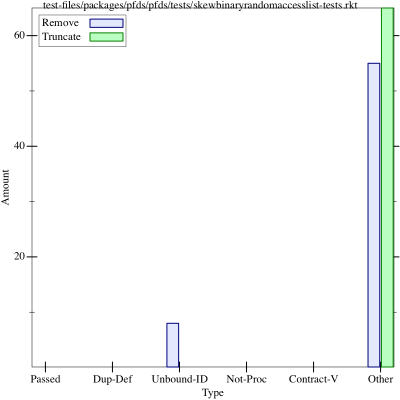 test-files/packages/pfds/pfds/tests/skewbinaryrandomaccesslist-tests.rkt
Remove
Truncate
60
40
20
Amount
Passed Dup-Def Unbound-ID Not-Proc Contract-V Other
Type